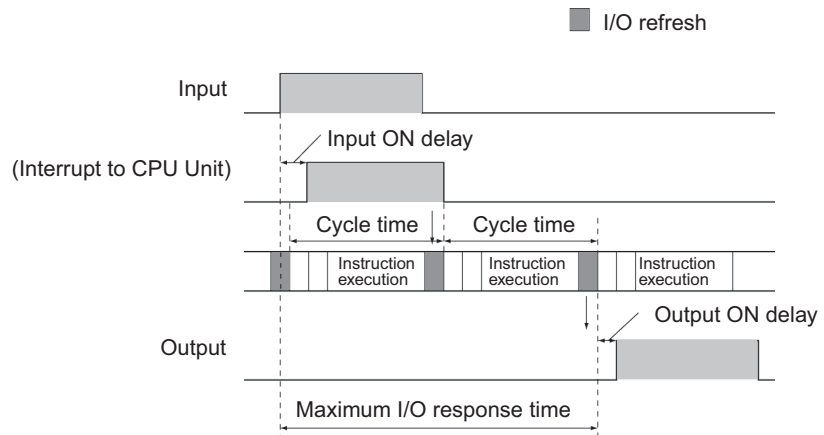 I/O refresh
Input
Input ON delay
(Interrupt to CPU Unit)
Cycle time
Cycle time
Instruction
execution
Instruction
execution
Instruction
execution
Output ON delay
Output
Maximum I/O response time